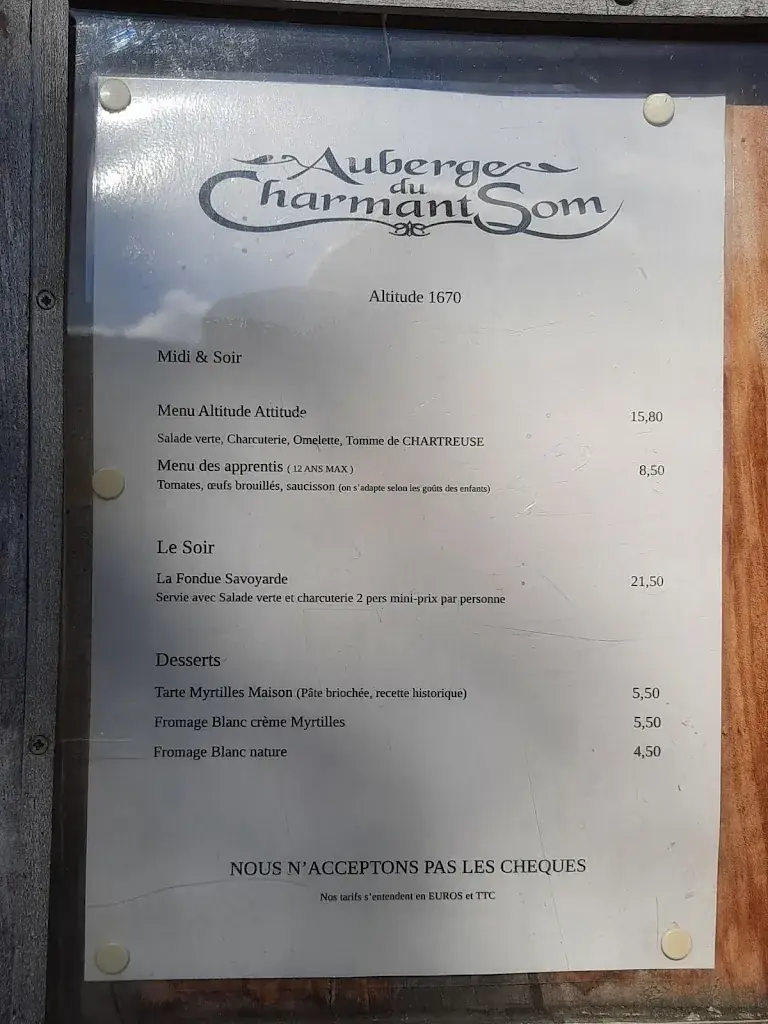 Auberge
du
Charmant Som
Altitude 1670
Midi & Soir
Menu Altitude Attitude 15,80
Salade verte, Charcuterie, Omelette, Tomme de CHARTREUSE
Menu des apprentis ( 12 ANS MAX ) 8,50
Tomates, œufs brouillés, saucisson (on s'adapte selon les goûts des enfants)
Le Soir
La Fondue Savoyarde 21,50
Servie avec Salade verte et charcuterie 2 pers mini-prix par personne
Desserts
Tarte Myrtilles Maison (Pâte briochée, recette historique) 5,50
Fromage Blanc crème Myrtilles 5,50
Fromage Blanc nature 4,50
NOUS N'ACCEPTONS PAS LES CHEQUES
Nos tarifs s'entendent en EUROS et TTC